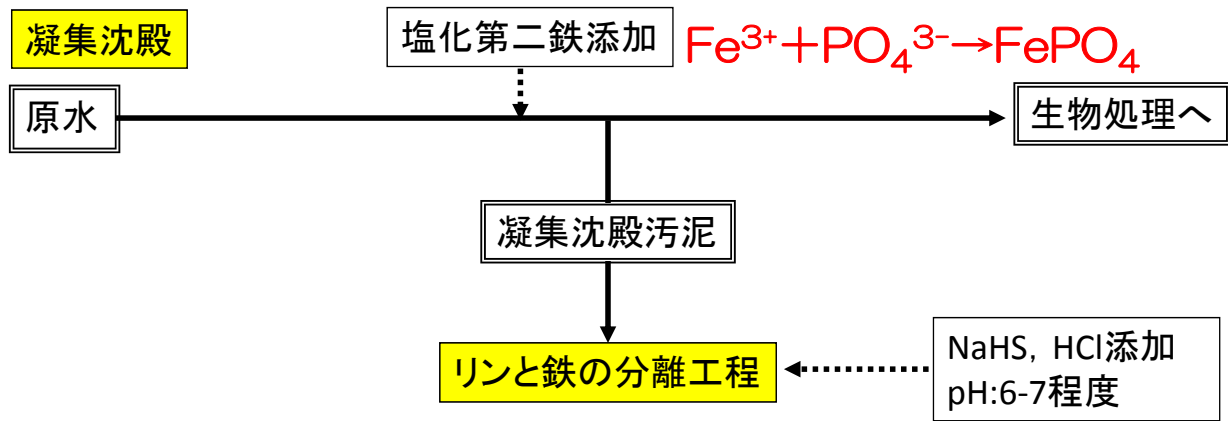 凝集沈殿
塩化第二鉄添加
Fe³⁺+PO₄³⁻→FePO₄
原水
生物処理へ
凝集沈殿汚泥
リンと鉄の分離工程
NaHS, HCl添加
pH:6-7程度